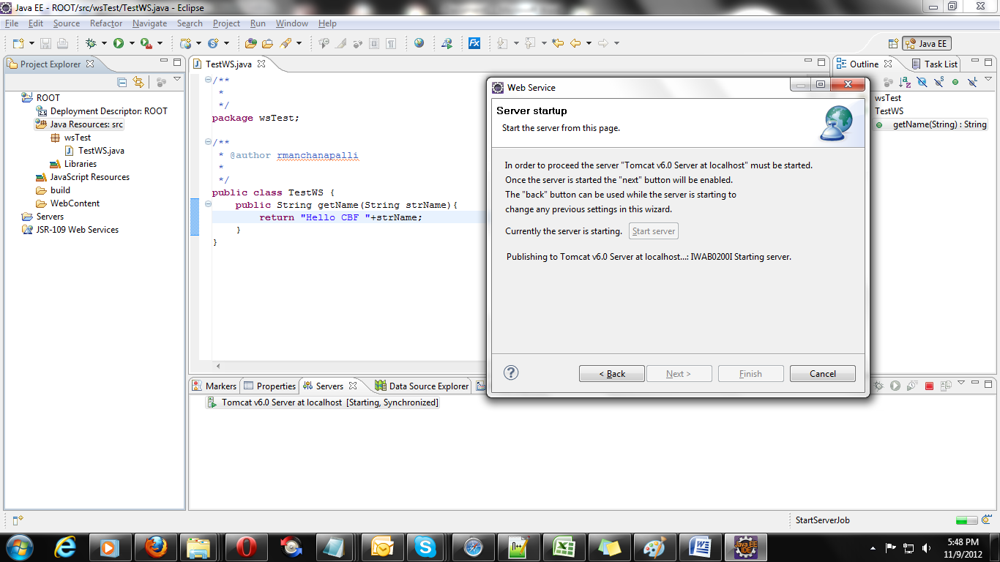 Java EE - ROOT/src/wsTest/TestWS.java - Eclipse
File Edit Source Refactor Navigate Search Project Run Window Help
Java EE
Project Explorer
ROOT
Deployment Descriptor: ROOT
Java Resources: src
wsTest
TestWS.java
Libraries
JavaScript Resources
build
WebContent
Servers
JSR-109 Web Services
TestWS.java
/**
*
*/
package wsTest;
/**
* @author rmanchanapalli
*
*/
public class TestWS {
public String getName(String strName){
return "Hello CBF "+strName;
}
}
Outline Task List
wsTest
TestWS
getName(String) : String
Web Service
Server startup
Start the server from this page.
In order to proceed the server "Tomcat v6.0 Server at localhost" must be started.
Once the server is started the "next" button will be enabled.
The "back" button can be used while the server is starting to
change any previous settings in this wizard.
Currently the server is starting. Start server
Publishing to Tomcat v6.0 Server at localhost...: IWAB0200I Starting server.
< Back Next > Finish Cancel
Markers Properties Servers Data Source Explorer
Tomcat v6.0 Server at localhost [Starting, Synchronized]
StartServerJob
Java EE
IDE
5:48 PM
11/9/2012